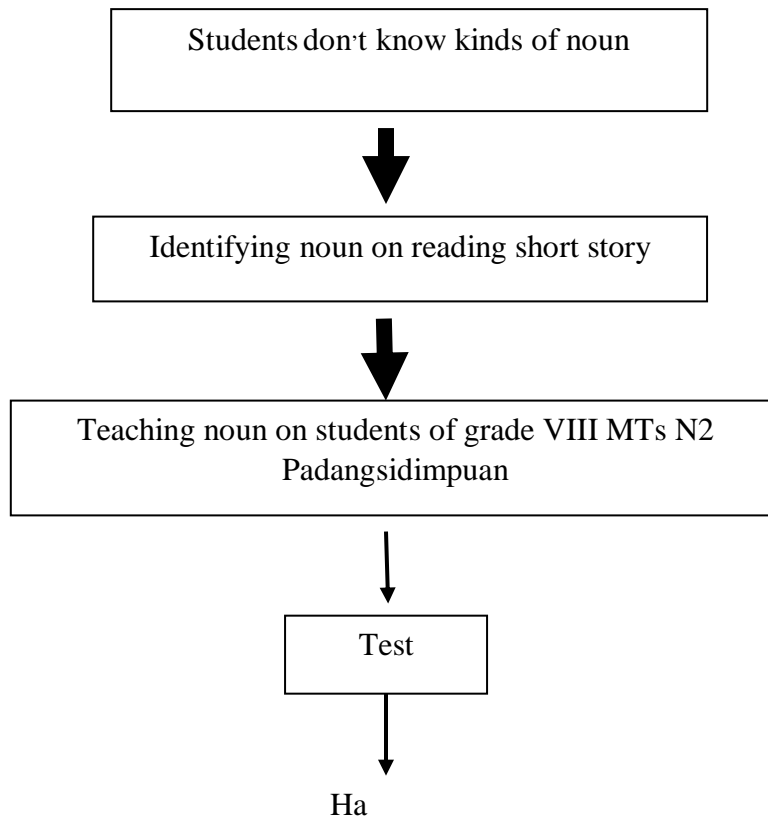 Students don't know kinds of noun
Identifying noun on reading short story
Teaching noun on students of grade VIII MTs N2
Padangsidimpuan
Test
Ha